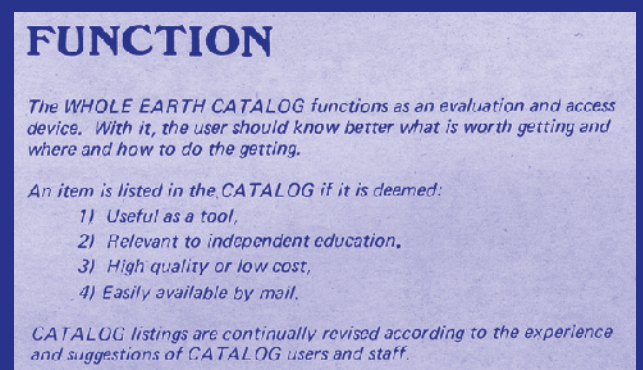 FUNCTION
The WHOLE EARTH CATALOG functions as an evaluation and access
device. With it, the user should know better what is worth getting and
where and how to do the getting.
An item is listed in the CATALOG if it is deemed:
1) Useful as a tool,
2) Relevant to independent education,
3) High quality or low cost,
4) Easily available by mail.
CATALOG listings are continually revised according to the experience
and suggestions of CATALOG users and staff.